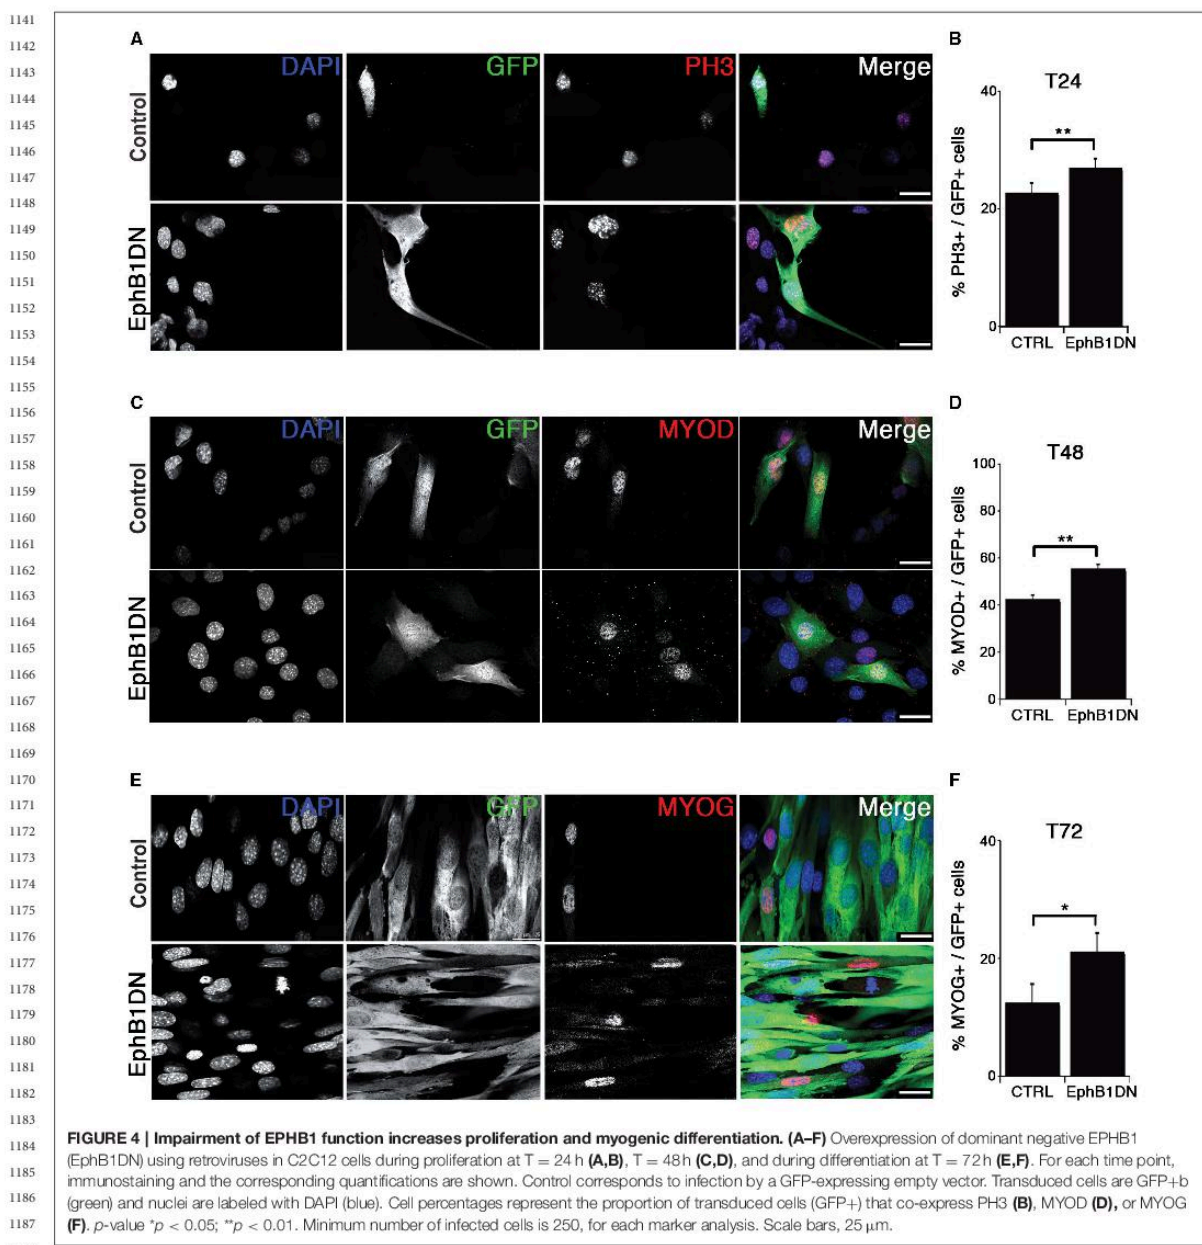 1141
1142
1143
1144
1145
1146
1147
1148
1149
1150
1151
1152
1153
1154
1155
1156
1157
1158
1159
1160
1161
1162
1163
1164
1165
1166
1167
1168
1169
1170
1171
1172
1173
1174
1175
1176
1177
1178
1179
1180
1181
1182
1183
1184
1185
1186
1187
A
DAPI GFP PH3 Merge
Control
EphB1DN
B
T24
**
% PH3+ / GFP+ cells
40
20
0
CTRL EphB1DN
C
DAPI GFP MYOD Merge
Control
EphB1DN
D
T48
**
% MYOD+ / GFP+ cells
100
80
60
40
20
0
CTRL EphB1DN
E
DAPI GFP MYOG Merge
Control
EphB1DN
F
T72
*
% MYOG+ / GFP+ cells
40
20
0
CTRL EphB1DN
FIGURE 4 | Impairment of EPHB1 function increases proliferation and myogenic differentiation. (A–F) Overexpression of dominant negative EPHB1
(EphB1DN) using retroviruses in C2C12 cells during proliferation at T = 24 h (A,B), T = 48 h (C,D), and during differentiation at T = 72 h (E,F). For each time point,
immunostaining and the corresponding quantifications are shown. Control corresponds to infection by a GFP-expressing empty vector. Transduced cells are GFP+b
(green) and nuclei are labeled with DAPI (blue). Cell percentages represent the proportion of transduced cells (GFP+) that co-express PH3 (B), MYOD (D), or MYOG
(F). p-value *p < 0.05; **p < 0.01. Minimum number of infected cells is 250, for each marker analysis. Scale bars, 25 μm.